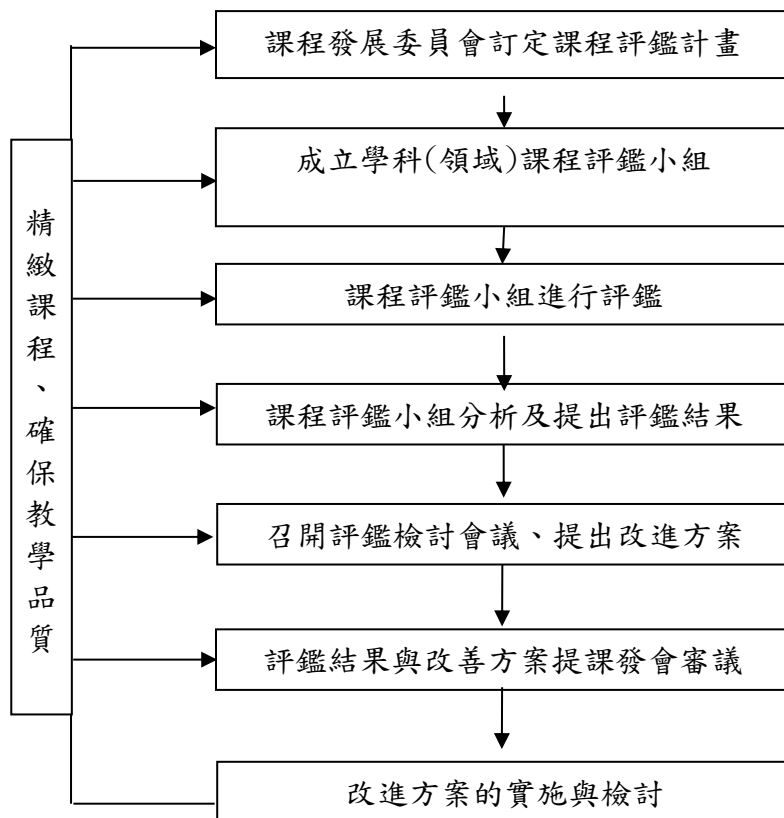 課程發展委員會訂定課程評鑑計畫
成立學科(領域)課程評鑑小組
課程評鑑小組進行評鑑
課程評鑑小組分析及提出評鑑結果
召開評鑑檢討會議、提出改進方案
評鑑結果與改善方案提課發會審議
改進方案的實施與檢討
精緻課程、確保教學品質